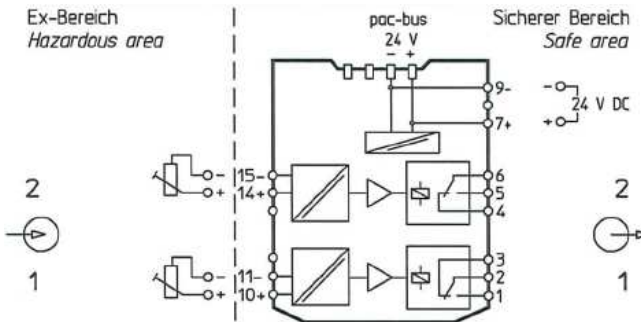 Ex-Bereich
Hazardous area
pac-bus
24 V
- +
Sicherer Bereich
Safe area
9-
-
24 V DC
7+
+
2
1
- 15-
+ 14+
6
5
4
2
1
- 11-
+ 10+
3
2
1